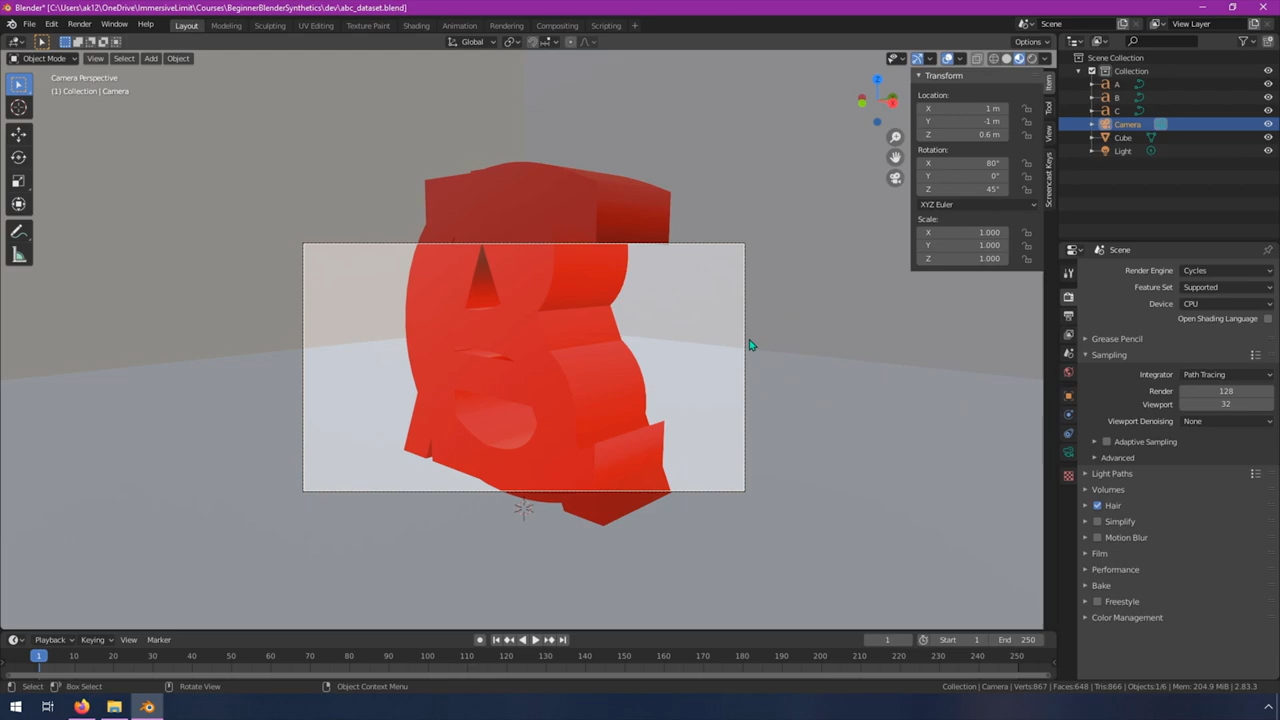 Blender* [C:\Users\ak12\OneDrive\ImmersiveLimit\Courses\BeginnerBlenderSynthetics\dev\abc_dataset.blend]
File Edit Render Window Help Layout Modeling Sculpting UV Editing Texture Paint Shading Animation Rendering Compositing Scripting + Scene View Layer
Global Options
Object Mode View Select Add Object
Camera Perspective
(1) Collection | Camera
Transform
Location:
X 1 m
Y -1 m
Z 0.6 m
Rotation:
X 80°
Y 0°
Z 45°
XYZ Euler
Scale:
X 1.000
Y 1.000
Z 1.000
Item
Tool
View
Screencast Keys
Scene Collection
Collection
A
B
C
Camera
Cube
Light
Scene
Render Engine Cycles
Feature Set Supported
Device CPU
Open Shading Language
Grease Pencil
Sampling
Integrator Path Tracing
Render 128
Viewport 32
Viewport Denoising None
Adaptive Sampling
Advanced
Light Paths
Volumes
Hair
Simplify
Motion Blur
Film
Performance
Bake
Freestyle
Color Management
Playback Keying View Marker 1 Start 1 End 250
1 10 20 30 40 50 60 70 80 90 100 110 120 130 140 150 160 170 180 190 200 210 220 230 240 250
Select Box Select Rotate View Object Context Menu Collection | Camera | Verts:867 | Faces:648 | Tris:866 | Objects:1/6 | Mem: 204.9 MiB | 2.83.3